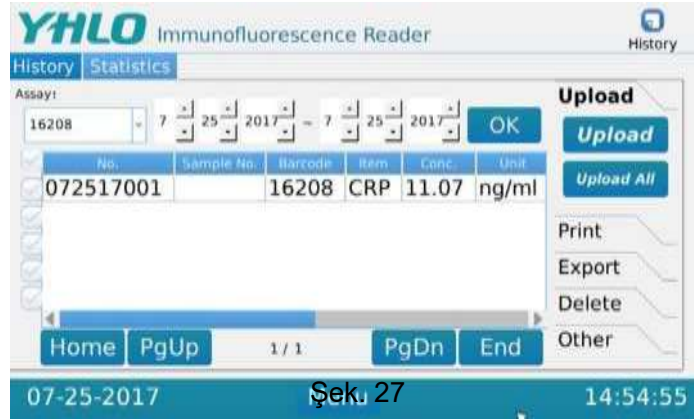 YHLO Immunofluorescence Reader
History
History Statistics
Assay:
16208 7 25 2017 ~ 7 25 2017 OK
No. Sample No. Barcode Item Conc. Unit
072517001 16208 CRP 11.07 ng/ml
Upload
Upload
Upload All
Print
Export
Delete
Other
Home PgUp 1 / 1 PgDn End
07-25-2017 Menu 14:54:55
Şek. 27